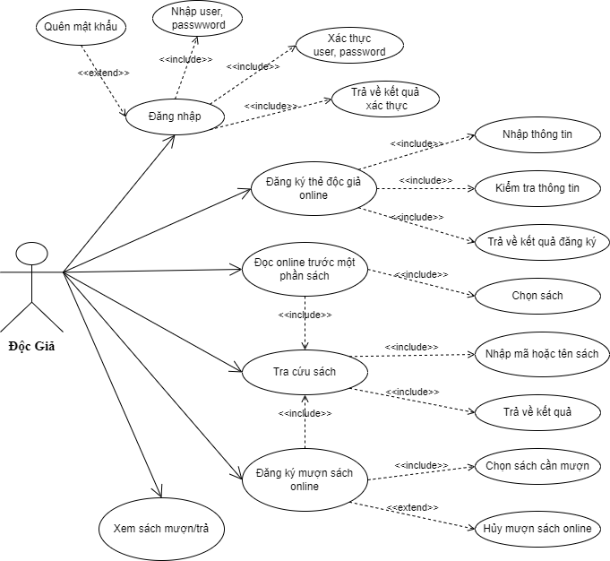 Quên mật khẩu
Nhập user,
passwword
Xác thực
user, password
<<include>>
<<include>>
<<extend>>
Trả về kết quả
xác thực
<<include>>
Đăng nhập
Nhập thông tin
<<include>>
Đăng ký thẻ độc giả
online
<<include>>
Kiểm tra thông tin
<<include>>
Trả về kết quả đăng ký
Đọc online trước một
phần sách
<<include>>
Chọn sách
<<include>>
Độc Giả
Nhập mã hoặc tên sách
<<include>>
Tra cứu sách
<<include>>
Trả về kết quả
<<include>>
Đăng ký mượn sách
online
<<include>>
Chọn sách cần mượn
<<extend>>
Hủy mượn sách online
Xem sách mượn/trả